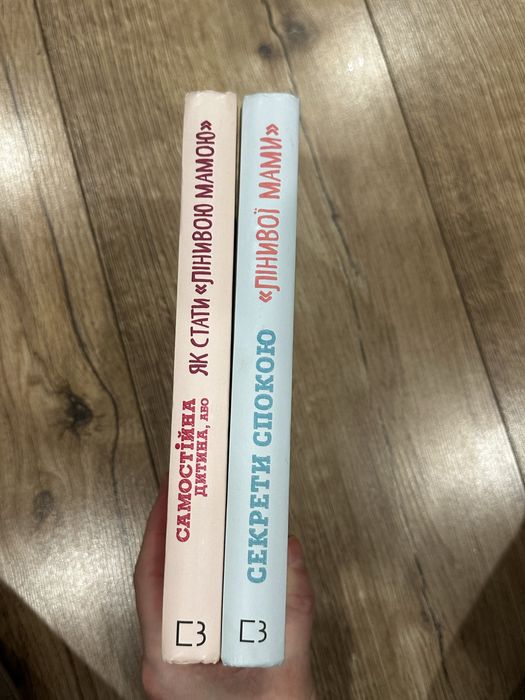 САМОСТІЙНА
ДИТИНА, АБО
ЯК СТАТИ «ЛІНИВОЮ МАМОЮ»
СЕКРЕТИ СПОКОЮ «ЛІНИВОЇ МАМИ»